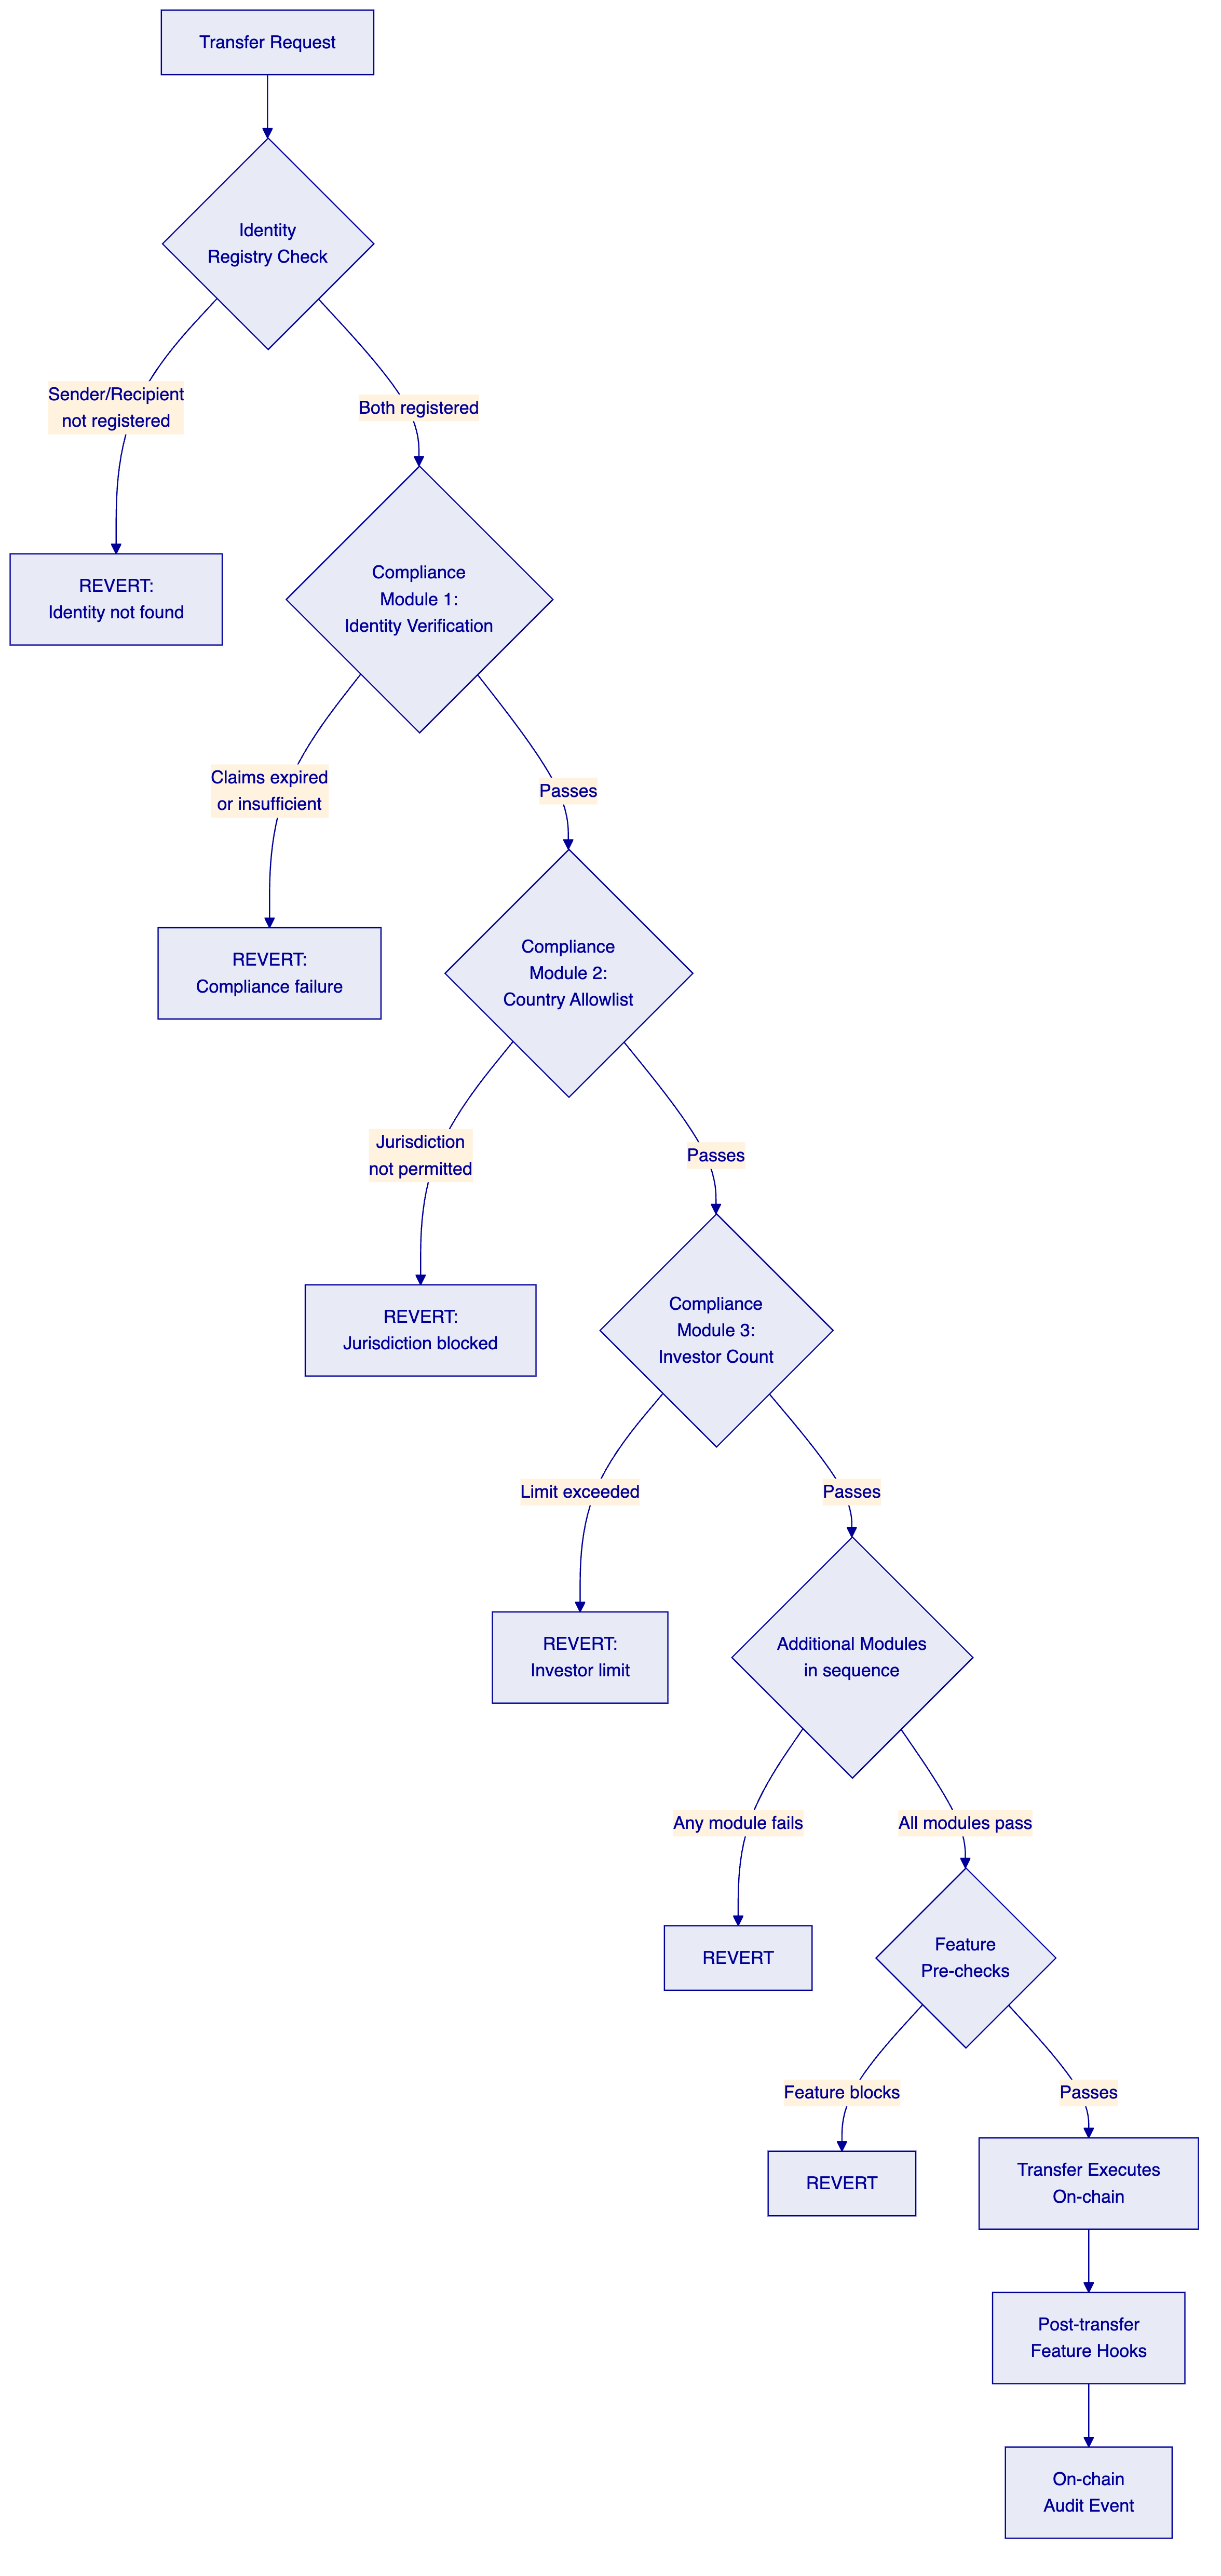 Transfer Request
Identity
Registry Check
Sender/Recipient
not registered
Both registered
REVERT:
Identity not found
Compliance
Module 1:
Identity Verification
Claims expired
or insufficient
Passes
REVERT:
Compliance failure
Compliance
Module 2:
Country Allowlist
Jurisdiction
not permitted
Passes
REVERT:
Jurisdiction blocked
Compliance
Module 3:
Investor Count
Limit exceeded
Passes
REVERT:
Investor limit
Additional Modules
in sequence
Any module fails
All modules pass
REVERT
Feature
Pre-checks
Feature blocks
Passes
REVERT
Transfer Executes
On-chain
Post-transfer
Feature Hooks
On-chain
Audit Event